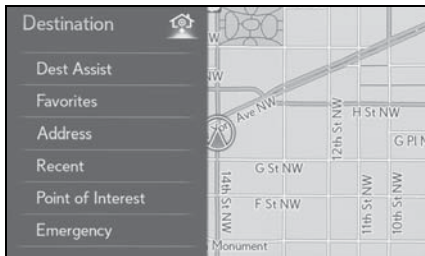 Destination
Dest Assist
Favorites
Address
Recent
Point of Interest
Emergency
W
NW
Ave NW
H St NW
12th St NW
G Pl N
G St NW
14th St NW
F St NW
11th St NW
10th St NW
Monument